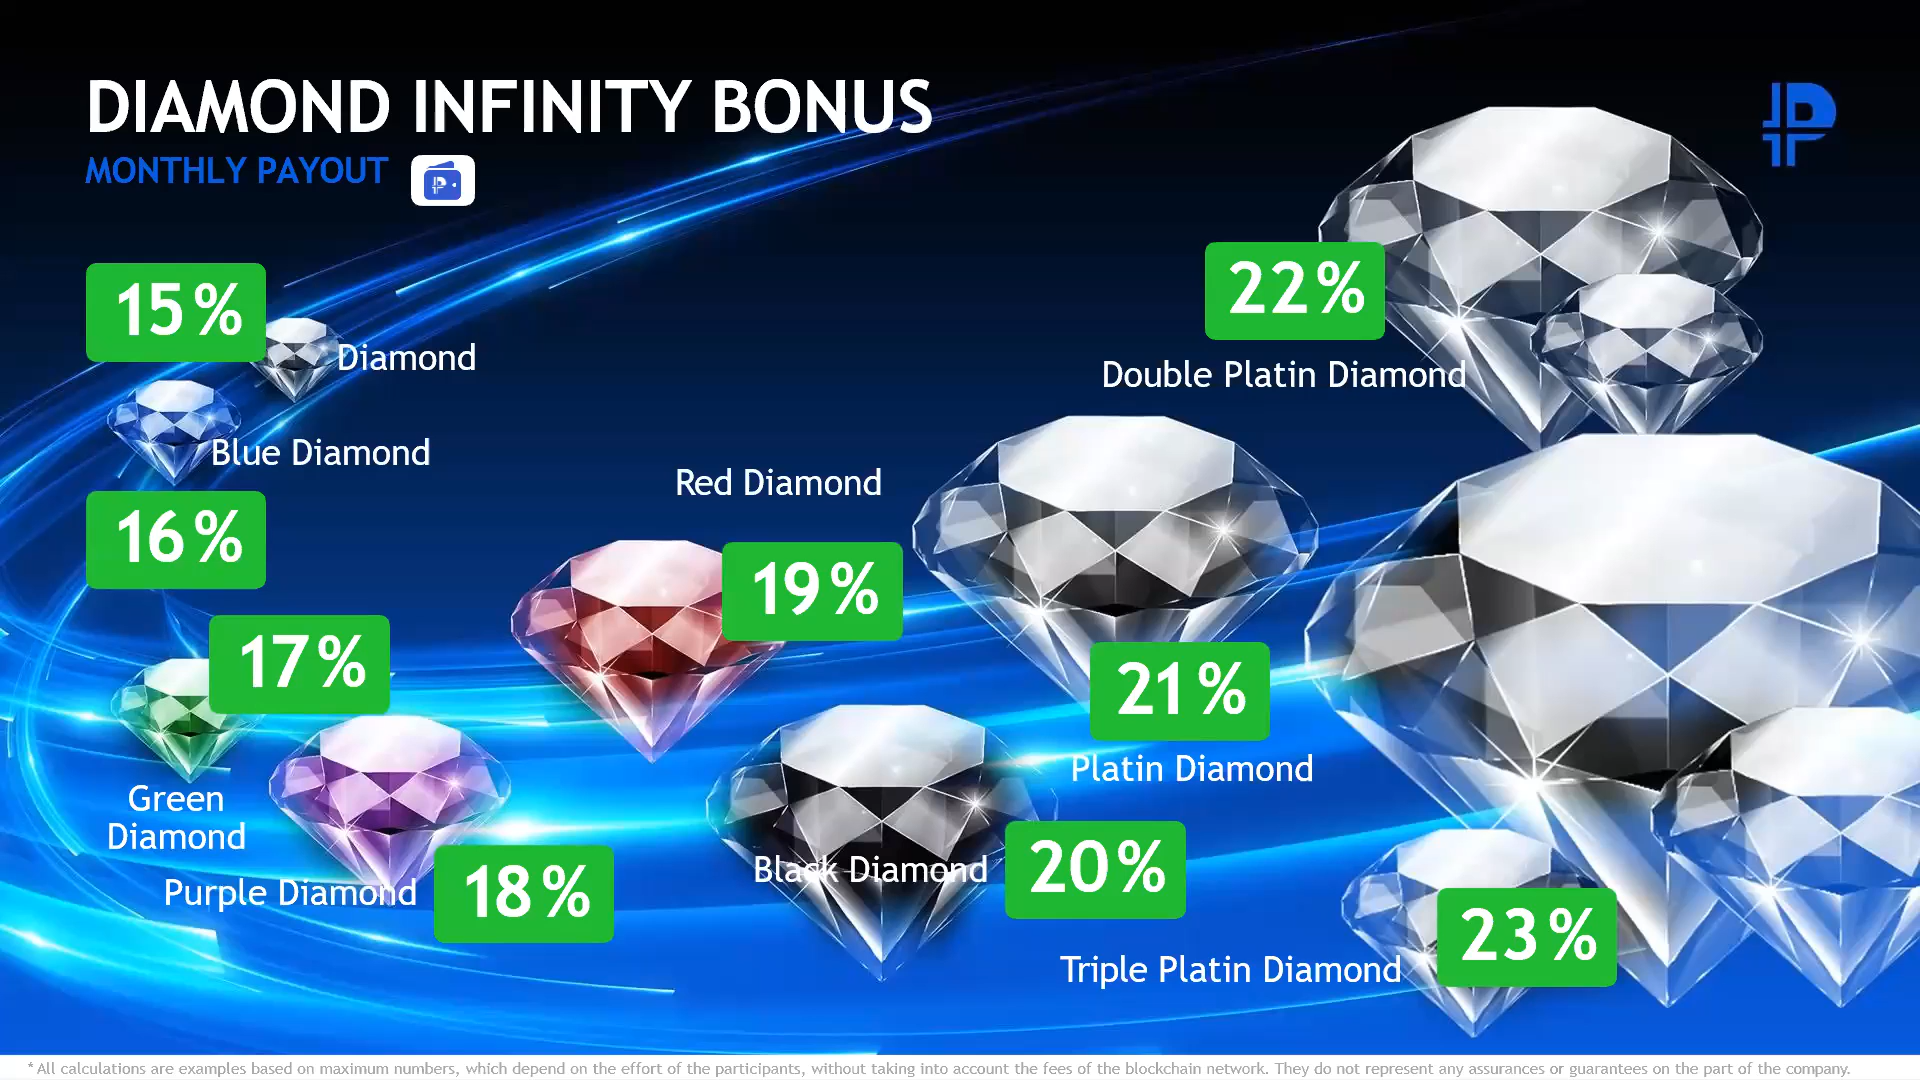 DIAMOND INFINITY BONUS
MONTHLY PAYOUT
15%
Diamond
Blue Diamond
16%
17%
Green
Diamond
Purple Diamond
18%
Red Diamond
19%
Black Diamond
20%
21%
Platin Diamond
22%
Double Platin Diamond
Triple Platin Diamond
23%
* All calculations are examples based on maximum numbers, which depend on the effort of the participants, without taking into account the fees of the blockchain network. They do not represent any assurances or guarantees on the part of the company.